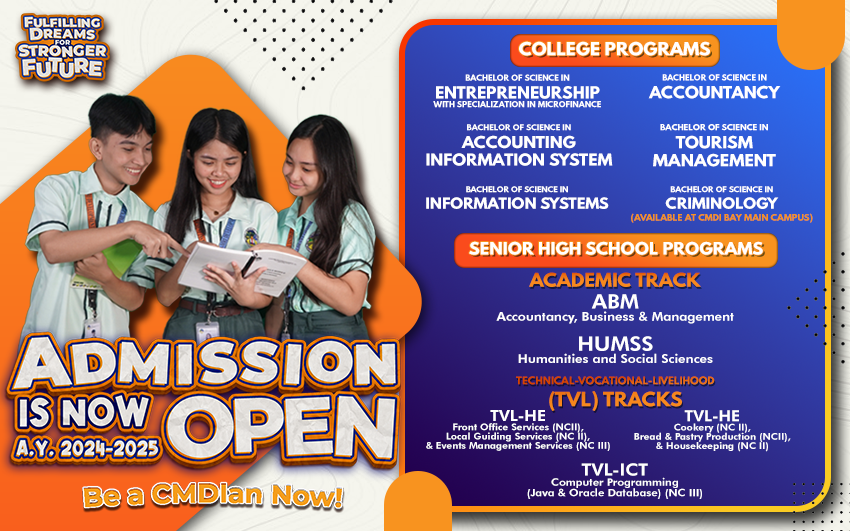 FULFILLING
DREAMS
FOR
STRONGER
FUTURE
ADMISSION
IS NOW
OPEN
A.Y. 2024-2025
Be a CMDIan Now!
COLLEGE PROGRAMS
BACHELOR OF SCIENCE IN
ENTREPRENEURSHIP
WITH SPECIALIZATION IN MICROFINANCE
BACHELOR OF SCIENCE IN
ACCOUNTANCY
BACHELOR OF SCIENCE IN
ACCOUNTING
INFORMATION SYSTEM
BACHELOR OF SCIENCE IN
TOURISM
MANAGEMENT
BACHELOR OF SCIENCE IN
INFORMATION SYSTEMS
BACHELOR OF SCIENCE IN
CRIMINOLOGY
(AVAILABLE AT CMDI BAY MAIN CAMPUS)
SENIOR HIGH SCHOOL PROGRAMS
ACADEMIC TRACK
ABM
Accountancy, Business & Management
HUMSS
Humanities and Social Sciences
TECHNICAL-VOCATIONAL-LIVELIHOOD
(TVL) TRACKS
TVL-HE
Front Office Services (NCII),
Local Guiding Services (NC II),
& Events Management Services (NC III)
TVL-HE
Cookery (NC II),
Bread & Pastry Production (NCII),
& Housekeeping (NC II)
TVL-ICT
Computer Programming
(Java & Oracle Database) (NC III)